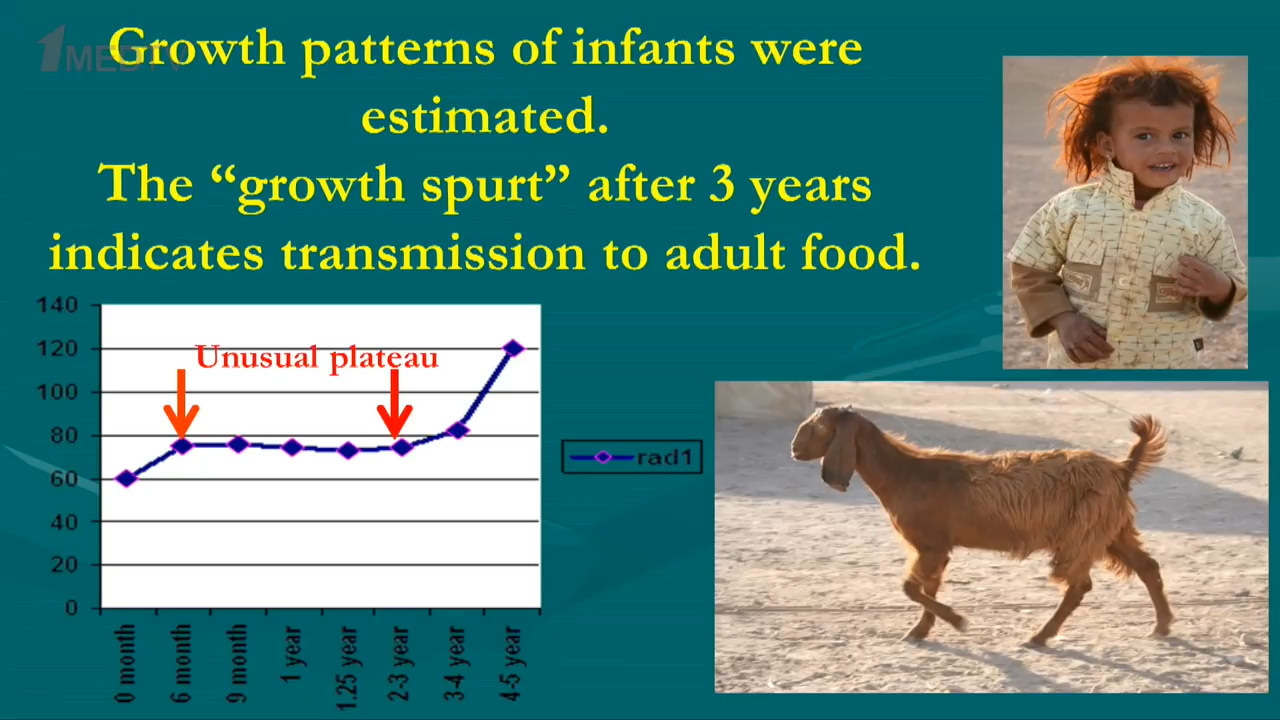 1MEDTV
Growth patterns of infants were
estimated.
The “growth spurt” after 3 years
indicates transmission to adult food.
140
120
100
80
60
40
20
0
Unusual plateau
rad1
0 month
6 month
9 month
1 year
1.25 year
2-3 year
3-4 year
4-5 year